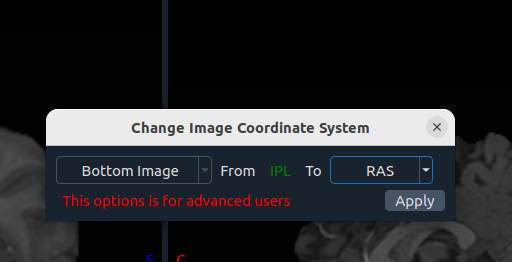 Change Image Coordinate System
Bottom Image From IPL To RAS
This options is for advanced users Apply
S C